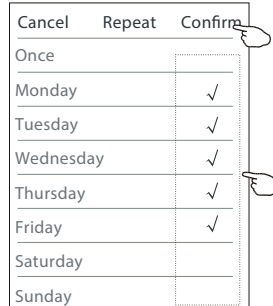 Cancel Repeat Confirm
Once
Monday √
Tuesday √
Wednesday √
Thursday √
Friday √
Saturday
Sunday